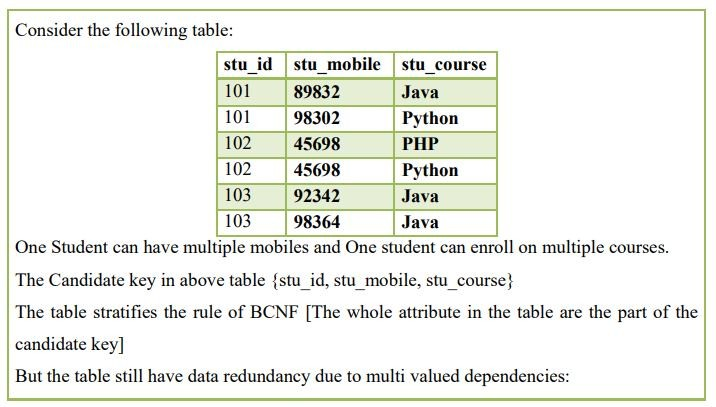 Consider the following table:
stu_id stu_mobile stu_course
101 89832 Java
101 98302 Python
102 45698 PHP
102 45698 Python
103 92342 Java
103 98364 Java
One Student can have multiple mobiles and One student can enroll on multiple courses.
The Candidate key in above table {stu_id, stu_mobile, stu_course}
The table stratifies the rule of BCNF [The whole attribute in the table are the part of the
candidate key]
But the table still have data redundancy due to multi valued dependencies: